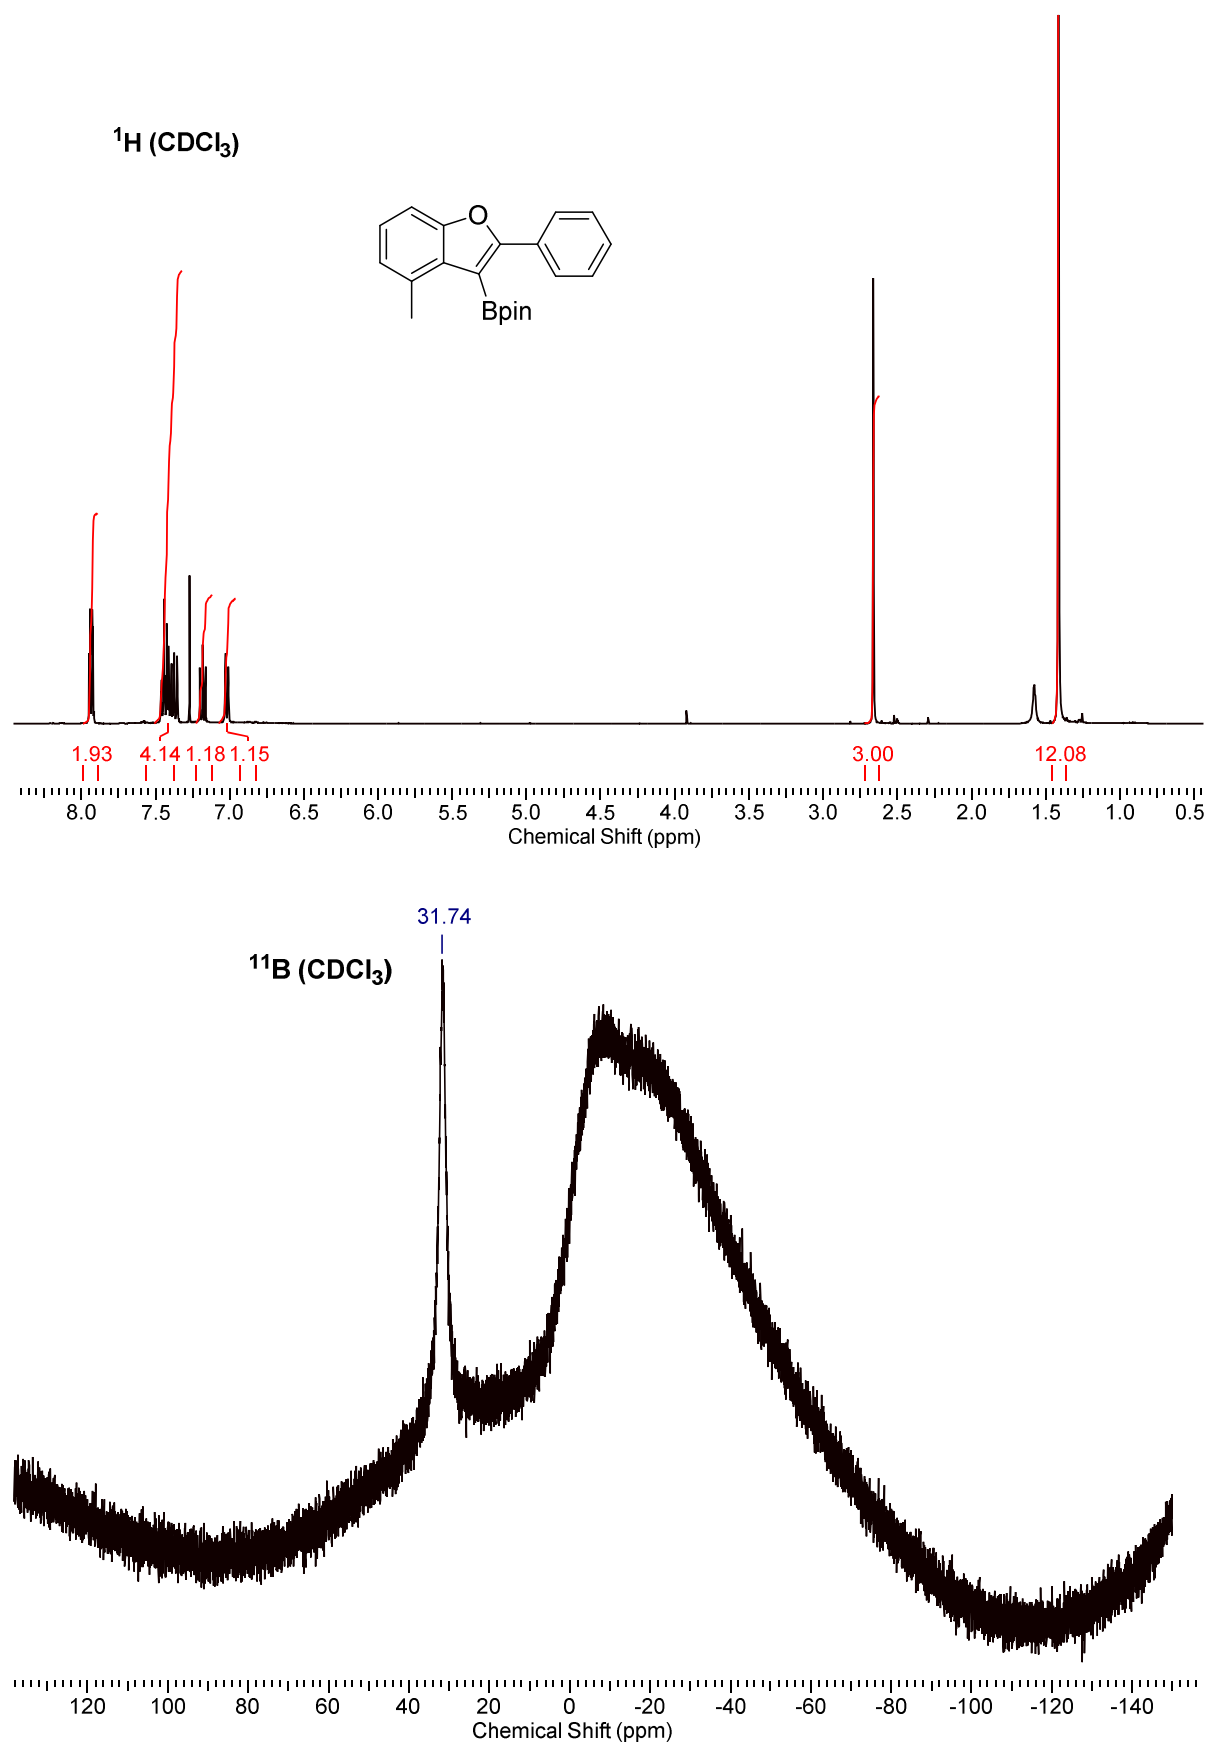 ¹H (CDCl₃)
O
Bpin
1.93 4.14 1.18 1.15 3.00 12.08
8.0 7.5 7.0 6.5 6.0 5.5 5.0 4.5 4.0 3.5 3.0 2.5 2.0 1.5 1.0 0.5
Chemical Shift (ppm)
31.74
¹¹B (CDCl₃)
120 100 80 60 40 20 0 -20 -40 -60 -80 -100 -120 -140
Chemical Shift (ppm)